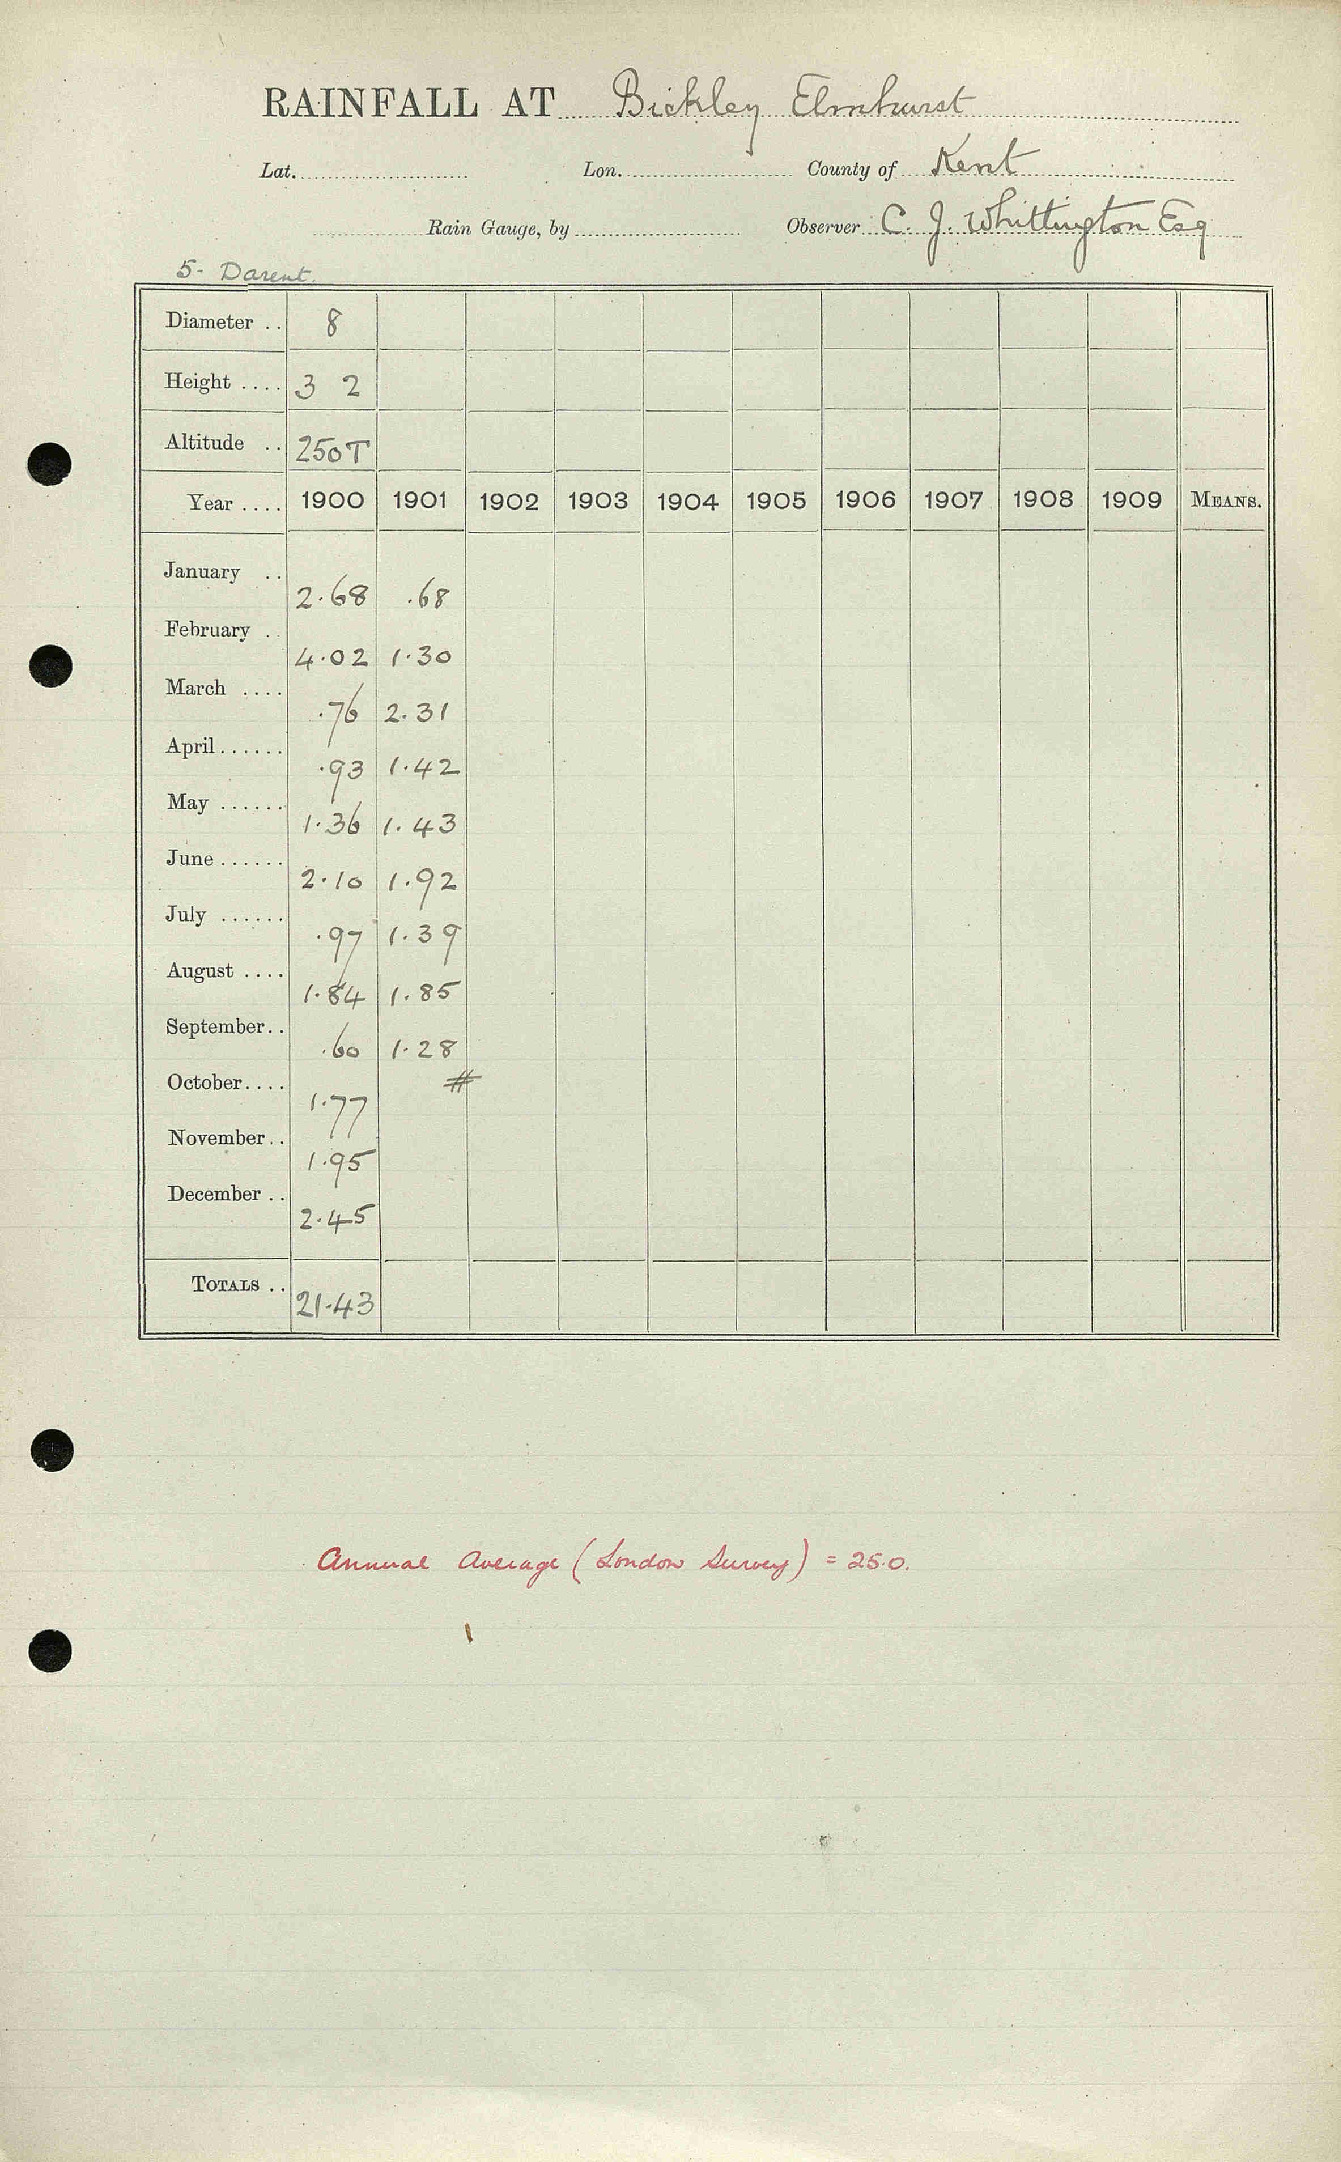 RAINFALL AT Bickley Elmhurst
Lat. Lon. County of Kent
Rain Gauge, by Observer C. J. Whittington Esq
5- Darent.
Diameter .. 8
Height .... 3 2
Altitude .. 250T
Year .... 1900 1901 1902 1903 1904 1905 1906 1907 1908 1909 MEANS.
January .. 2.68 .68
February .. 4.02 1.30
March .... .76 2.31
April ...... .93 1.42
May ...... 1.36 1.43
June ...... 2.10 1.92
July ...... .97 1.39
August .... 1.84 1.85
September .. .60 1.28
October .... 1.77 #
November .. 1.95
December .. 2.45
TOTALS .. 21.43
Annual Average (London Survey) = 25.0.